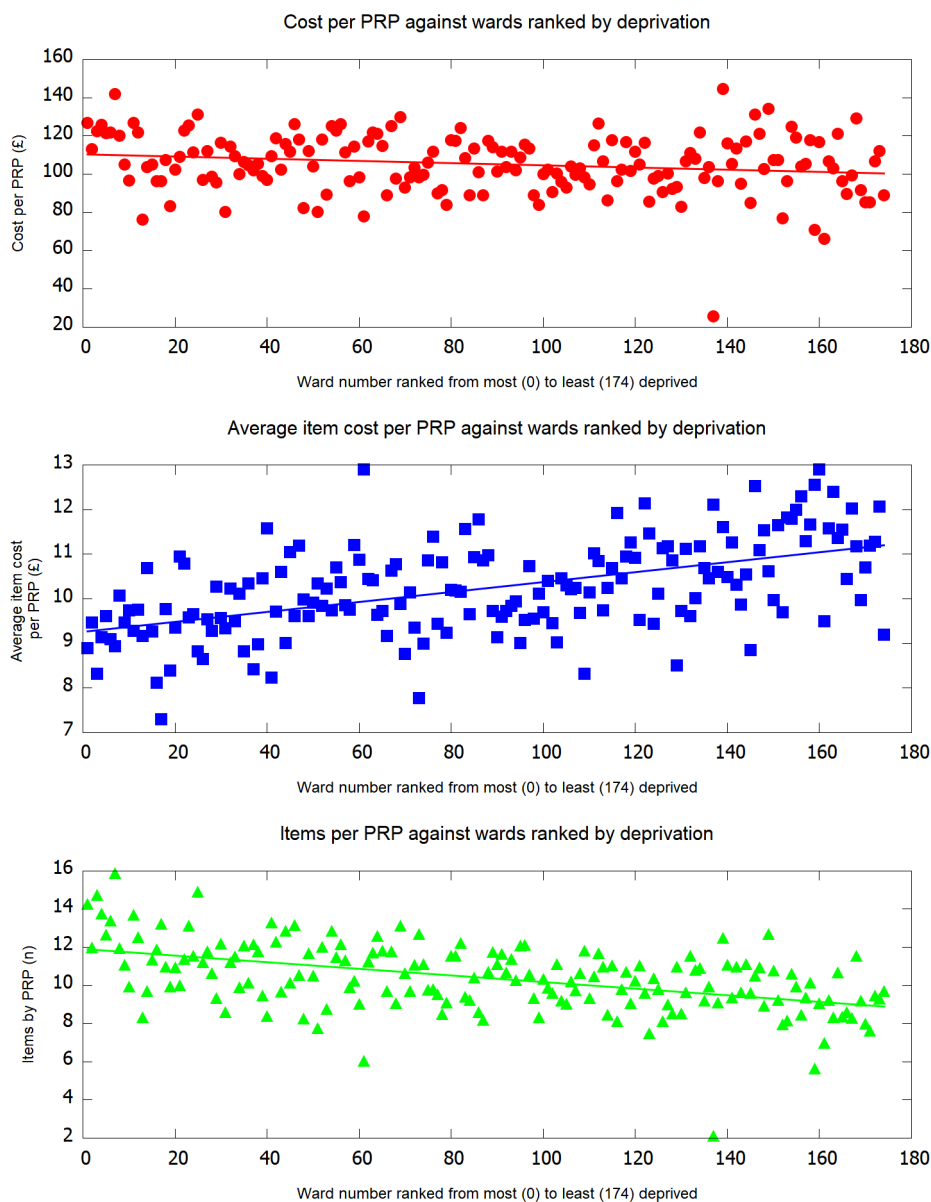 Cost per PRP against wards ranked by deprivation
160
140
120
100
80
60
40
20
Cost per PRP (£)
0 20 40 60 80 100 120 140 160 180
Ward number ranked from most (0) to least (174) deprived
Average item cost per PRP against wards ranked by deprivation
13
12
11
10
9
8
7
Average item cost
per PRP (£)
0 20 40 60 80 100 120 140 160 180
Ward number ranked from most (0) to least (174) deprived
Items per PRP against wards ranked by deprivation
16
14
12
10
8
6
4
2
Items by PRP (n)
0 20 40 60 80 100 120 140 160 180
Ward number ranked from most (0) to least (174) deprived